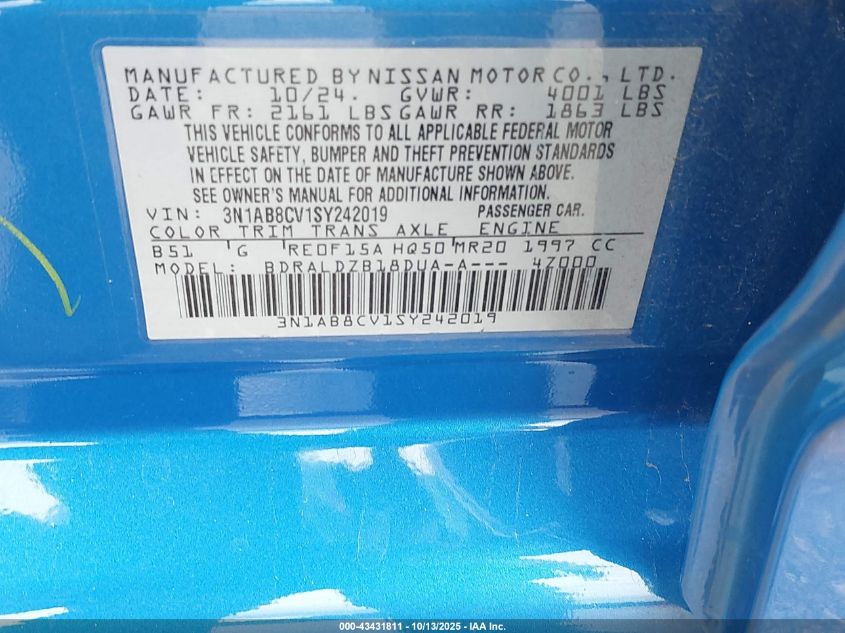 MANUFACTURED BY NISSAN MOTOR CO., LTD.
DATE: 10/24. GVWR: 4001 LBS
GAWR FR: 2161 LBS GAWR RR: 1863 LBS
THIS VEHICLE CONFORMS TO ALL APPLICABLE FEDERAL MOTOR
VEHICLE SAFETY, BUMPER AND THEFT PREVENTION STANDARDS
IN EFFECT ON THE DATE OF MANUFACTURE SHOWN ABOVE.
SEE OWNER'S MANUAL FOR ADDITIONAL INFORMATION.
VIN: 3N1AB8CV1SY242019 PASSENGER CAR.
COLOR TRIM TRANS AXLE ENGINE
B51 G RE0F15A HQ50 MR20 1997 CC
MODEL: BDRALDZB18DUA-A--- 4Z000
3N1AB8CV1SY242019
000-43431811 - 10/13/2025 - IAA Inc.